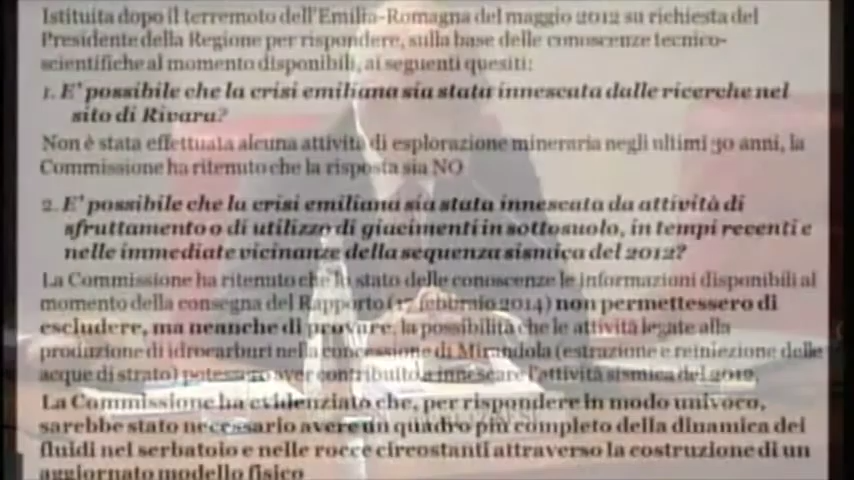 Istituita dopo il terremoto dell'Emilia-Romagna del maggio 2012 su richiesta del
Presidente della Regione per rispondere, sulla base delle conoscenze tecnico-
scientifiche al momento disponibili, ai seguenti quesiti:
1. E' possibile che la crisi emiliana sia stata innescata dalle ricerche nel
sito di Rivara?
Non è stata effettuata alcuna attività di esplorazione mineraria negli ultimi 30 anni, la
Commissione ha ritenuto che la risposta sia NO
2. E' possibile che la crisi emiliana sia stata innescata da attività di
sfruttamento o di utilizzo di giacimenti in sottosuolo, in tempi recenti e
nelle immediate vicinanze della sequenza sismica del 2012?
La Commissione ha ritenuto che lo stato delle conoscenze le informazioni disponibili al
momento della consegna del Rapporto (17 febbraio 2014) non permettessero di
escludere, ma neanche di provare, la possibilità che le attività legate alla
produzione di idrocarburi nella concessione di Mirandola (estrazione e reiniezione delle
acque di strato) potessero aver contribuito a innescare l'attività sismica del 2012.
La Commissione ha evidenziato che, per rispondere in modo univoco,
sarebbe stato necessario avere un quadro più completo della dinamica dei
fluidi nel serbatoio e nelle rocce circostanti attraverso la costruzione di un
aggiornato modello fisico